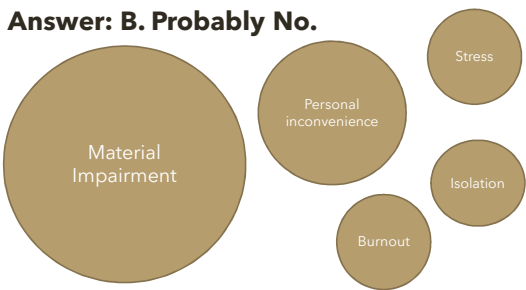 Answer: B. Probably No.
Stress
Personal
inconvenience
Material
Impairment
Isolation
Burnout